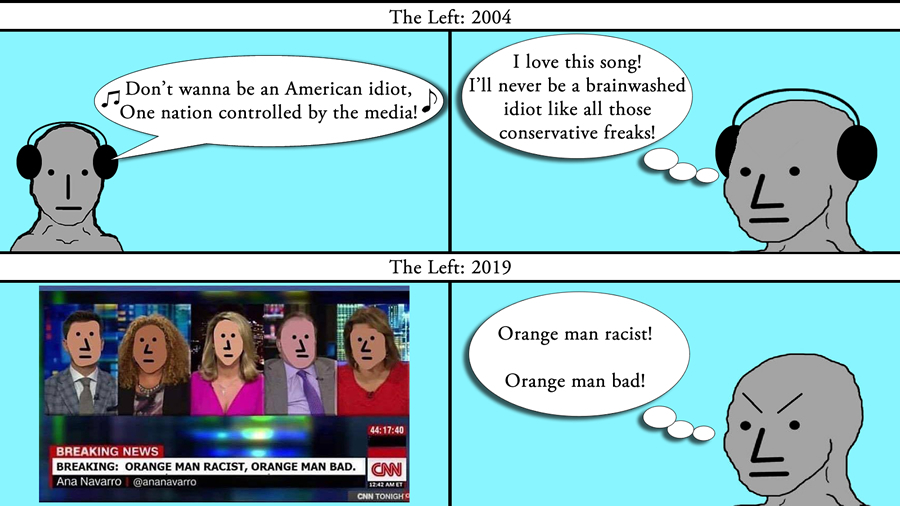 The Left: 2004
Don't wanna be an American idiot,
One nation controlled by the media!
I love this song!
I'll never be a brainwashed
idiot like all those
conservative freaks!
The Left: 2019
44:17:40
BREAKING NEWS
BREAKING: ORANGE MAN RACIST, ORANGE MAN BAD.
CNN
Ana Navarro | @ananavarro
12:42 AM ET
CNN TONIGHT
Orange man racist!
Orange man bad!